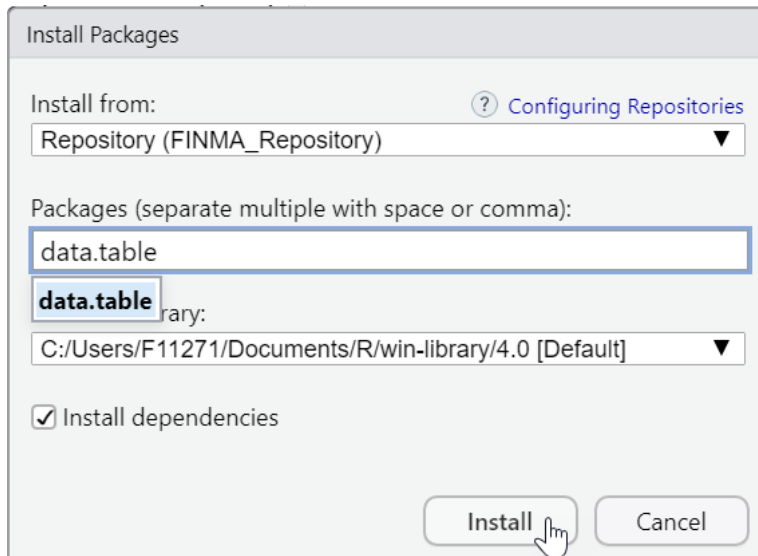 Install Packages
Install from:
? Configuring Repositories
Repository (FINMA_Repository)
Packages (separate multiple with space or comma):
data.table
data.table
rary:
C:/Users/F11271/Documents/R/win-library/4.0 [Default]
Install dependencies
Install
Cancel